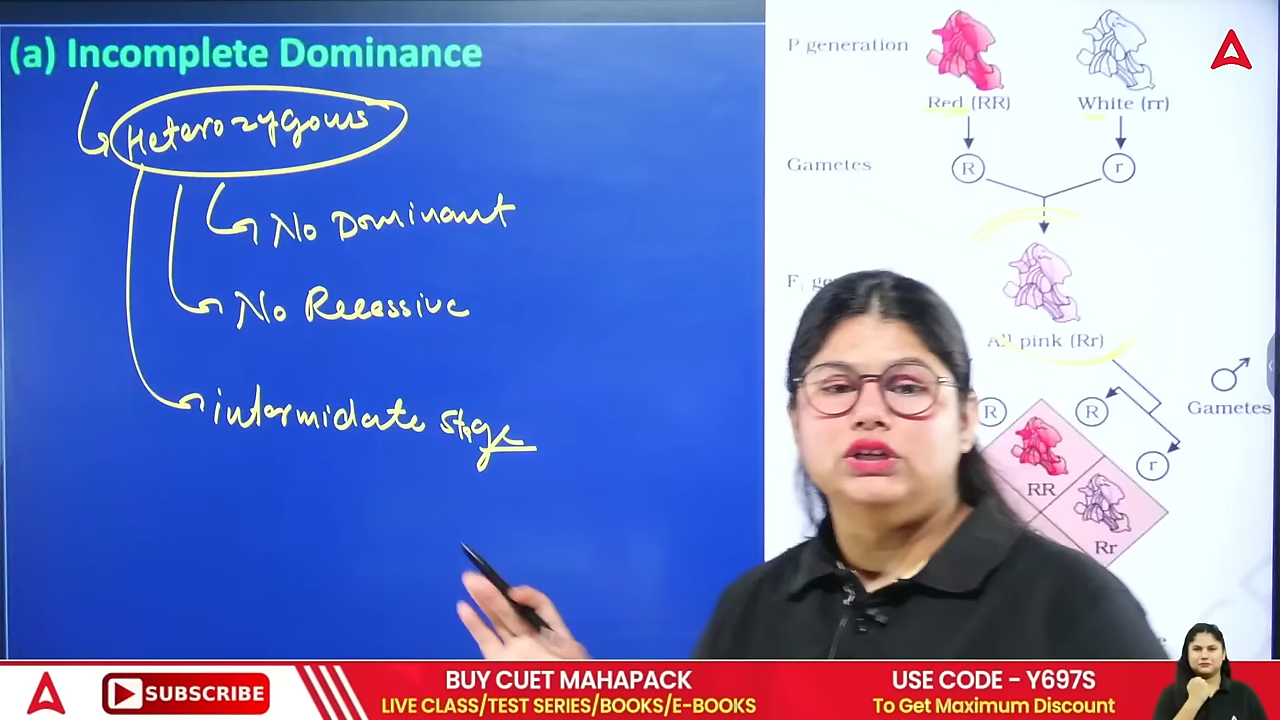 (a) Incomplete Dominance
Heterozygous
No Dominant
No Recessive
intermidate stage
P generation
Red (RR)
White (rr)
Gametes
R
r
F₁ ge
All pink (Rr)
Gametes
R
R
r
RR
Rr
SUBSCRIBE
BUY CUET MAHAPACK
LIVE CLASS/TEST SERIES/BOOKS/E-BOOKS
USE CODE - Y697S
To Get Maximum Discount